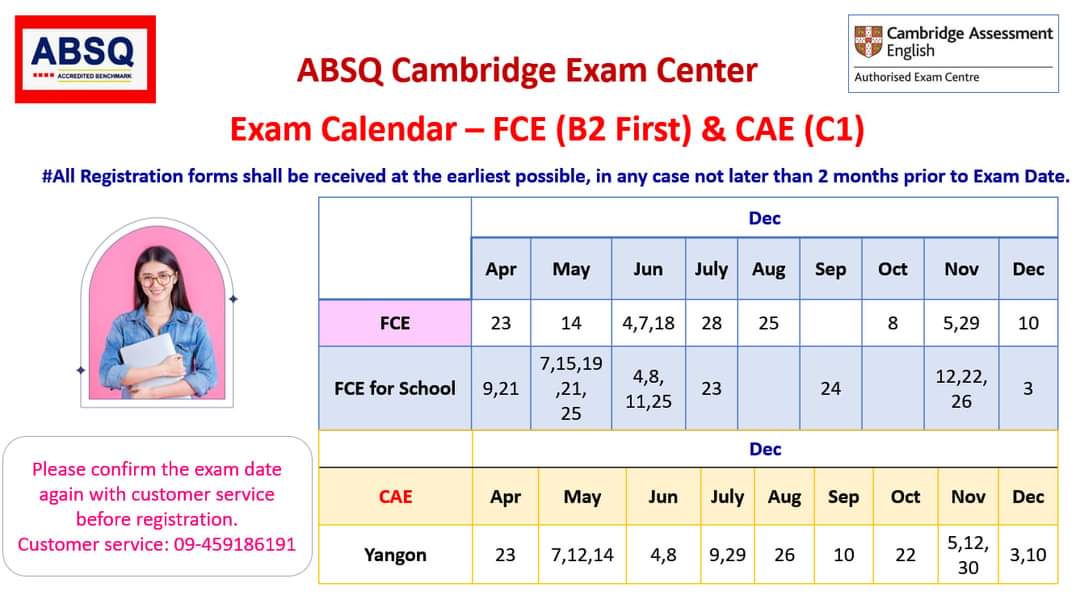 ABSQ
ACCREDITED BENCHMARK
Cambridge Assessment
English
Authorised Exam Centre
ABSQ Cambridge Exam Center
Exam Calendar – FCE (B2 First) & CAE (C1)
#All Registration forms shall be received at the earliest possible, in any case not later than 2 months prior to Exam Date.
Dec
Apr May Jun July Aug Sep Oct Nov Dec
FCE 23 14 4,7,18 28 25 8 5,29 10
FCE for School 9,21 7,15,19 ,21, 25 4,8, 11,25 23 24 12,22, 26 3
Dec
CAE Apr May Jun July Aug Sep Oct Nov Dec
Yangon 23 7,12,14 4,8 9,29 26 10 22 5,12, 30 3,10
Please confirm the exam date
again with customer service
before registration.
Customer service: 09-459186191